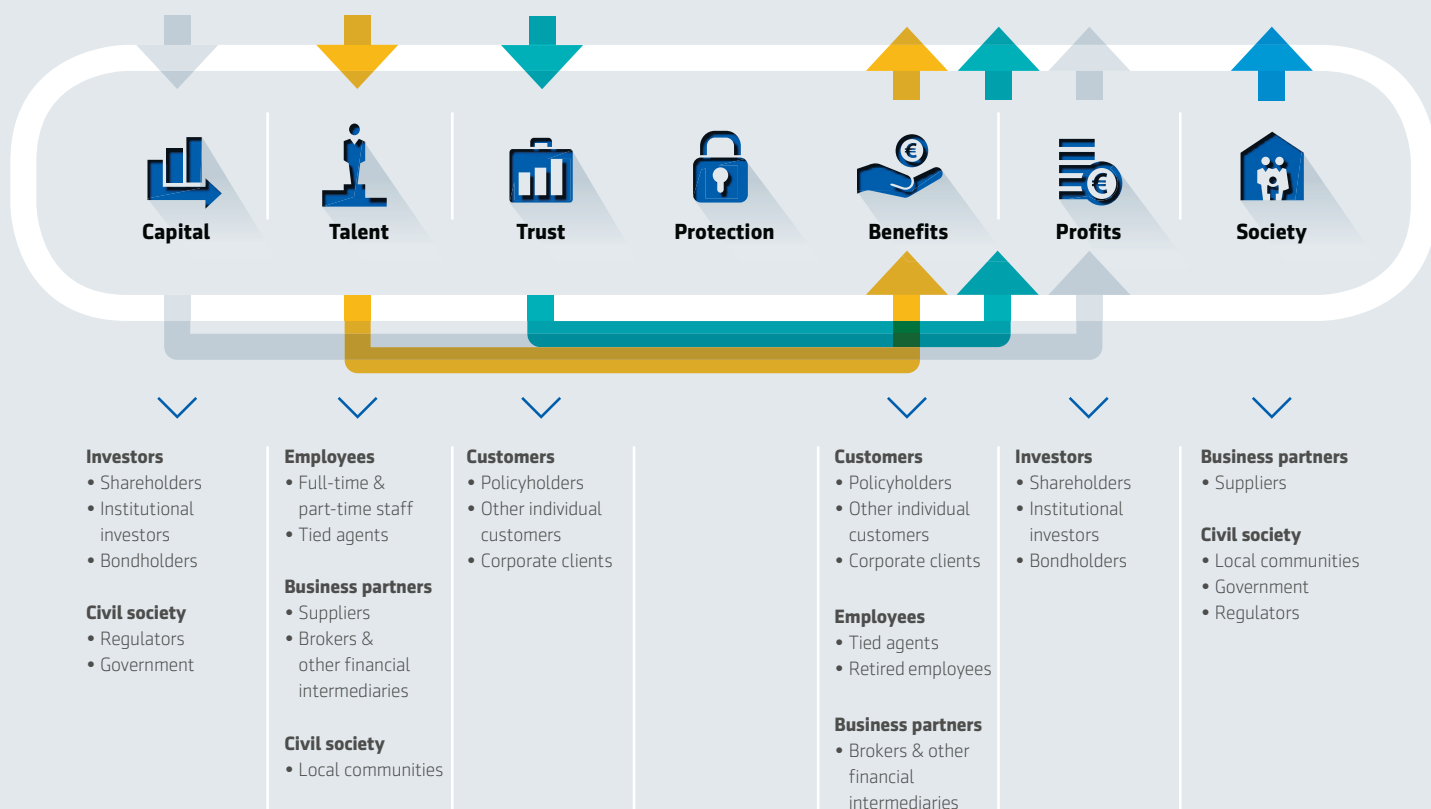 Capital
Talent
Trust
Protection
Benefits
Profits
Society
Investors
• Shareholders
• Institutional
investors
• Bondholders
Civil society
• Regulators
• Government
Employees
• Full-time &
part-time staff
• Tied agents
Business partners
• Suppliers
• Brokers &
other financial
intermediaries
Civil society
• Local communities
Customers
• Policyholders
• Other individual
customers
• Corporate clients
Customers
• Policyholders
• Other individual
customers
• Corporate clients
Employees
• Tied agents
• Retired employees
Business partners
• Brokers & other
financial
intermediaries
Investors
• Shareholders
• Institutional
investors
• Bondholders
Business partners
• Suppliers
Civil society
• Local communities
• Government
• Regulators